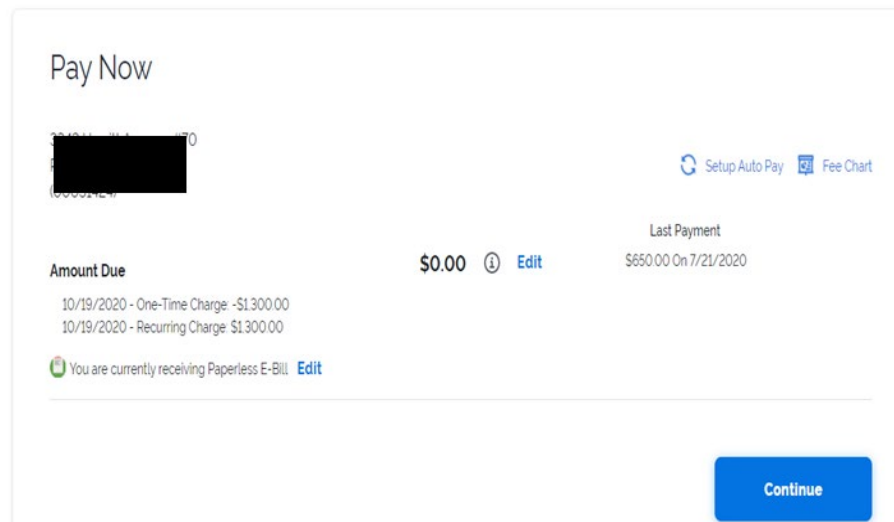 Pay Now
Setup Auto Pay
Fee Chart
Last Payment
$650.00 On 7/21/2020
Amount Due
$0.00
Edit
10/19/2020 - One-Time Charge: -$1,300.00
10/19/2020 - Recurring Charge: $1,300.00
You are currently receiving Paperless E-Bill Edit
Continue